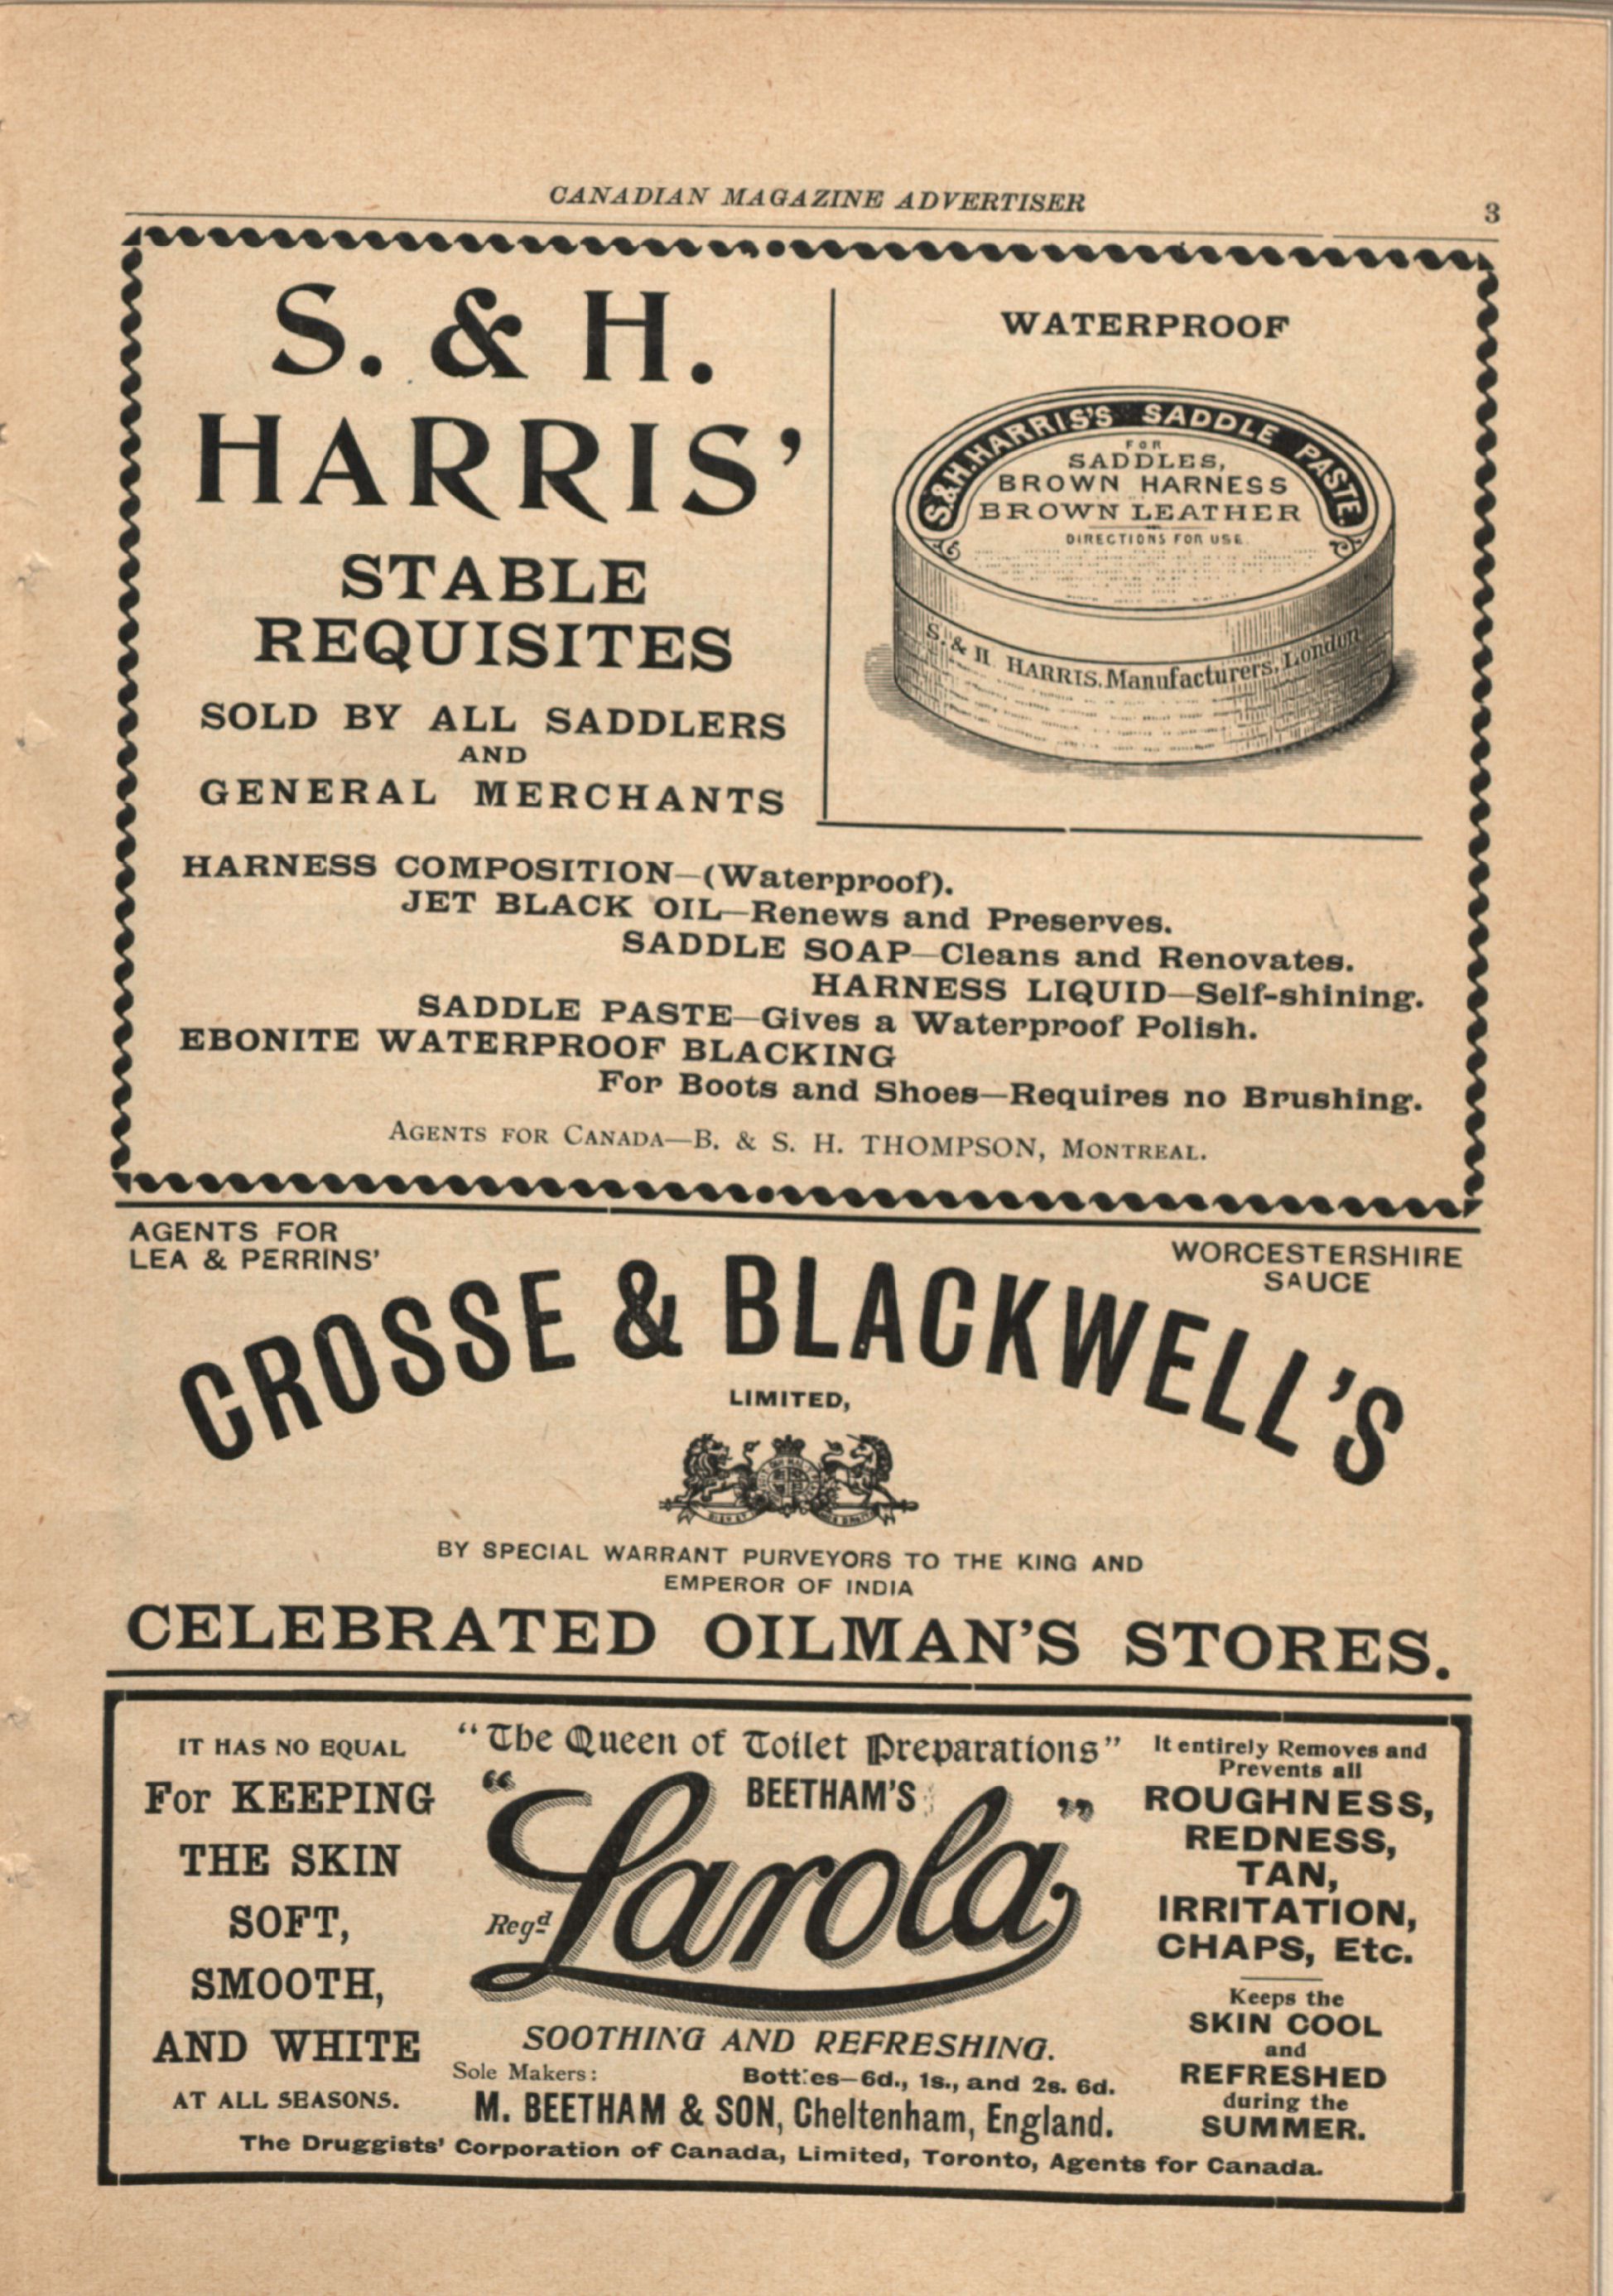 CANADIAN MAGAZINE ADVERTISER
3
S. & H.
HARRIS'
STABLE
REQUISITES
SOLD BY ALL SADDLERS
AND
GENERAL MERCHANTS
WATERPROOF
S.&H.HARRIS'S SADDLE PASTE.
FOR
SADDLES,
BROWN HARNESS
BROWN LEATHER
DIRECTIONS FOR USE.
S. & H. HARRIS. Manufacturers, London
HARNESS COMPOSITION—(Waterproof).
JET BLACK OIL—Renews and Preserves.
SADDLE SOAP—Cleans and Renovates.
HARNESS LIQUID—Self-shining.
SADDLE PASTE—Gives a Waterproof Polish.
EBONITE WATERPROOF BLACKING
For Boots and Shoes—Requires no Brushing.
AGENTS FOR CANADA—B. & S. H. THOMPSON, MONTREAL.
AGENTS FOR
LEA & PERRINS'
WORCESTERSHIRE
SAUCE
CROSSE & BLACKWELL'S
LIMITED,
BY SPECIAL WARRANT PURVEYORS TO THE KING AND
EMPEROR OF INDIA
CELEBRATED OILMAN'S STORES.
IT HAS NO EQUAL
For KEEPING
THE SKIN
SOFT,
SMOOTH,
AND WHITE
AT ALL SEASONS.
"The Queen of Toilet Preparations"
BEETHAM'S
"Larola"
Regd
SOOTHING AND REFRESHING.
Sole Makers:
Bottles—6d., 1s., and 2s. 6d.
M. BEETHAM & SON, Cheltenham, England.
It entirely Removes and
Prevents all
ROUGHNESS,
REDNESS,
TAN,
IRRITATION,
CHAPS, Etc.
Keeps the
SKIN COOL
and
REFRESHED
during the
SUMMER.
The Druggists' Corporation of Canada, Limited, Toronto, Agents for Canada.